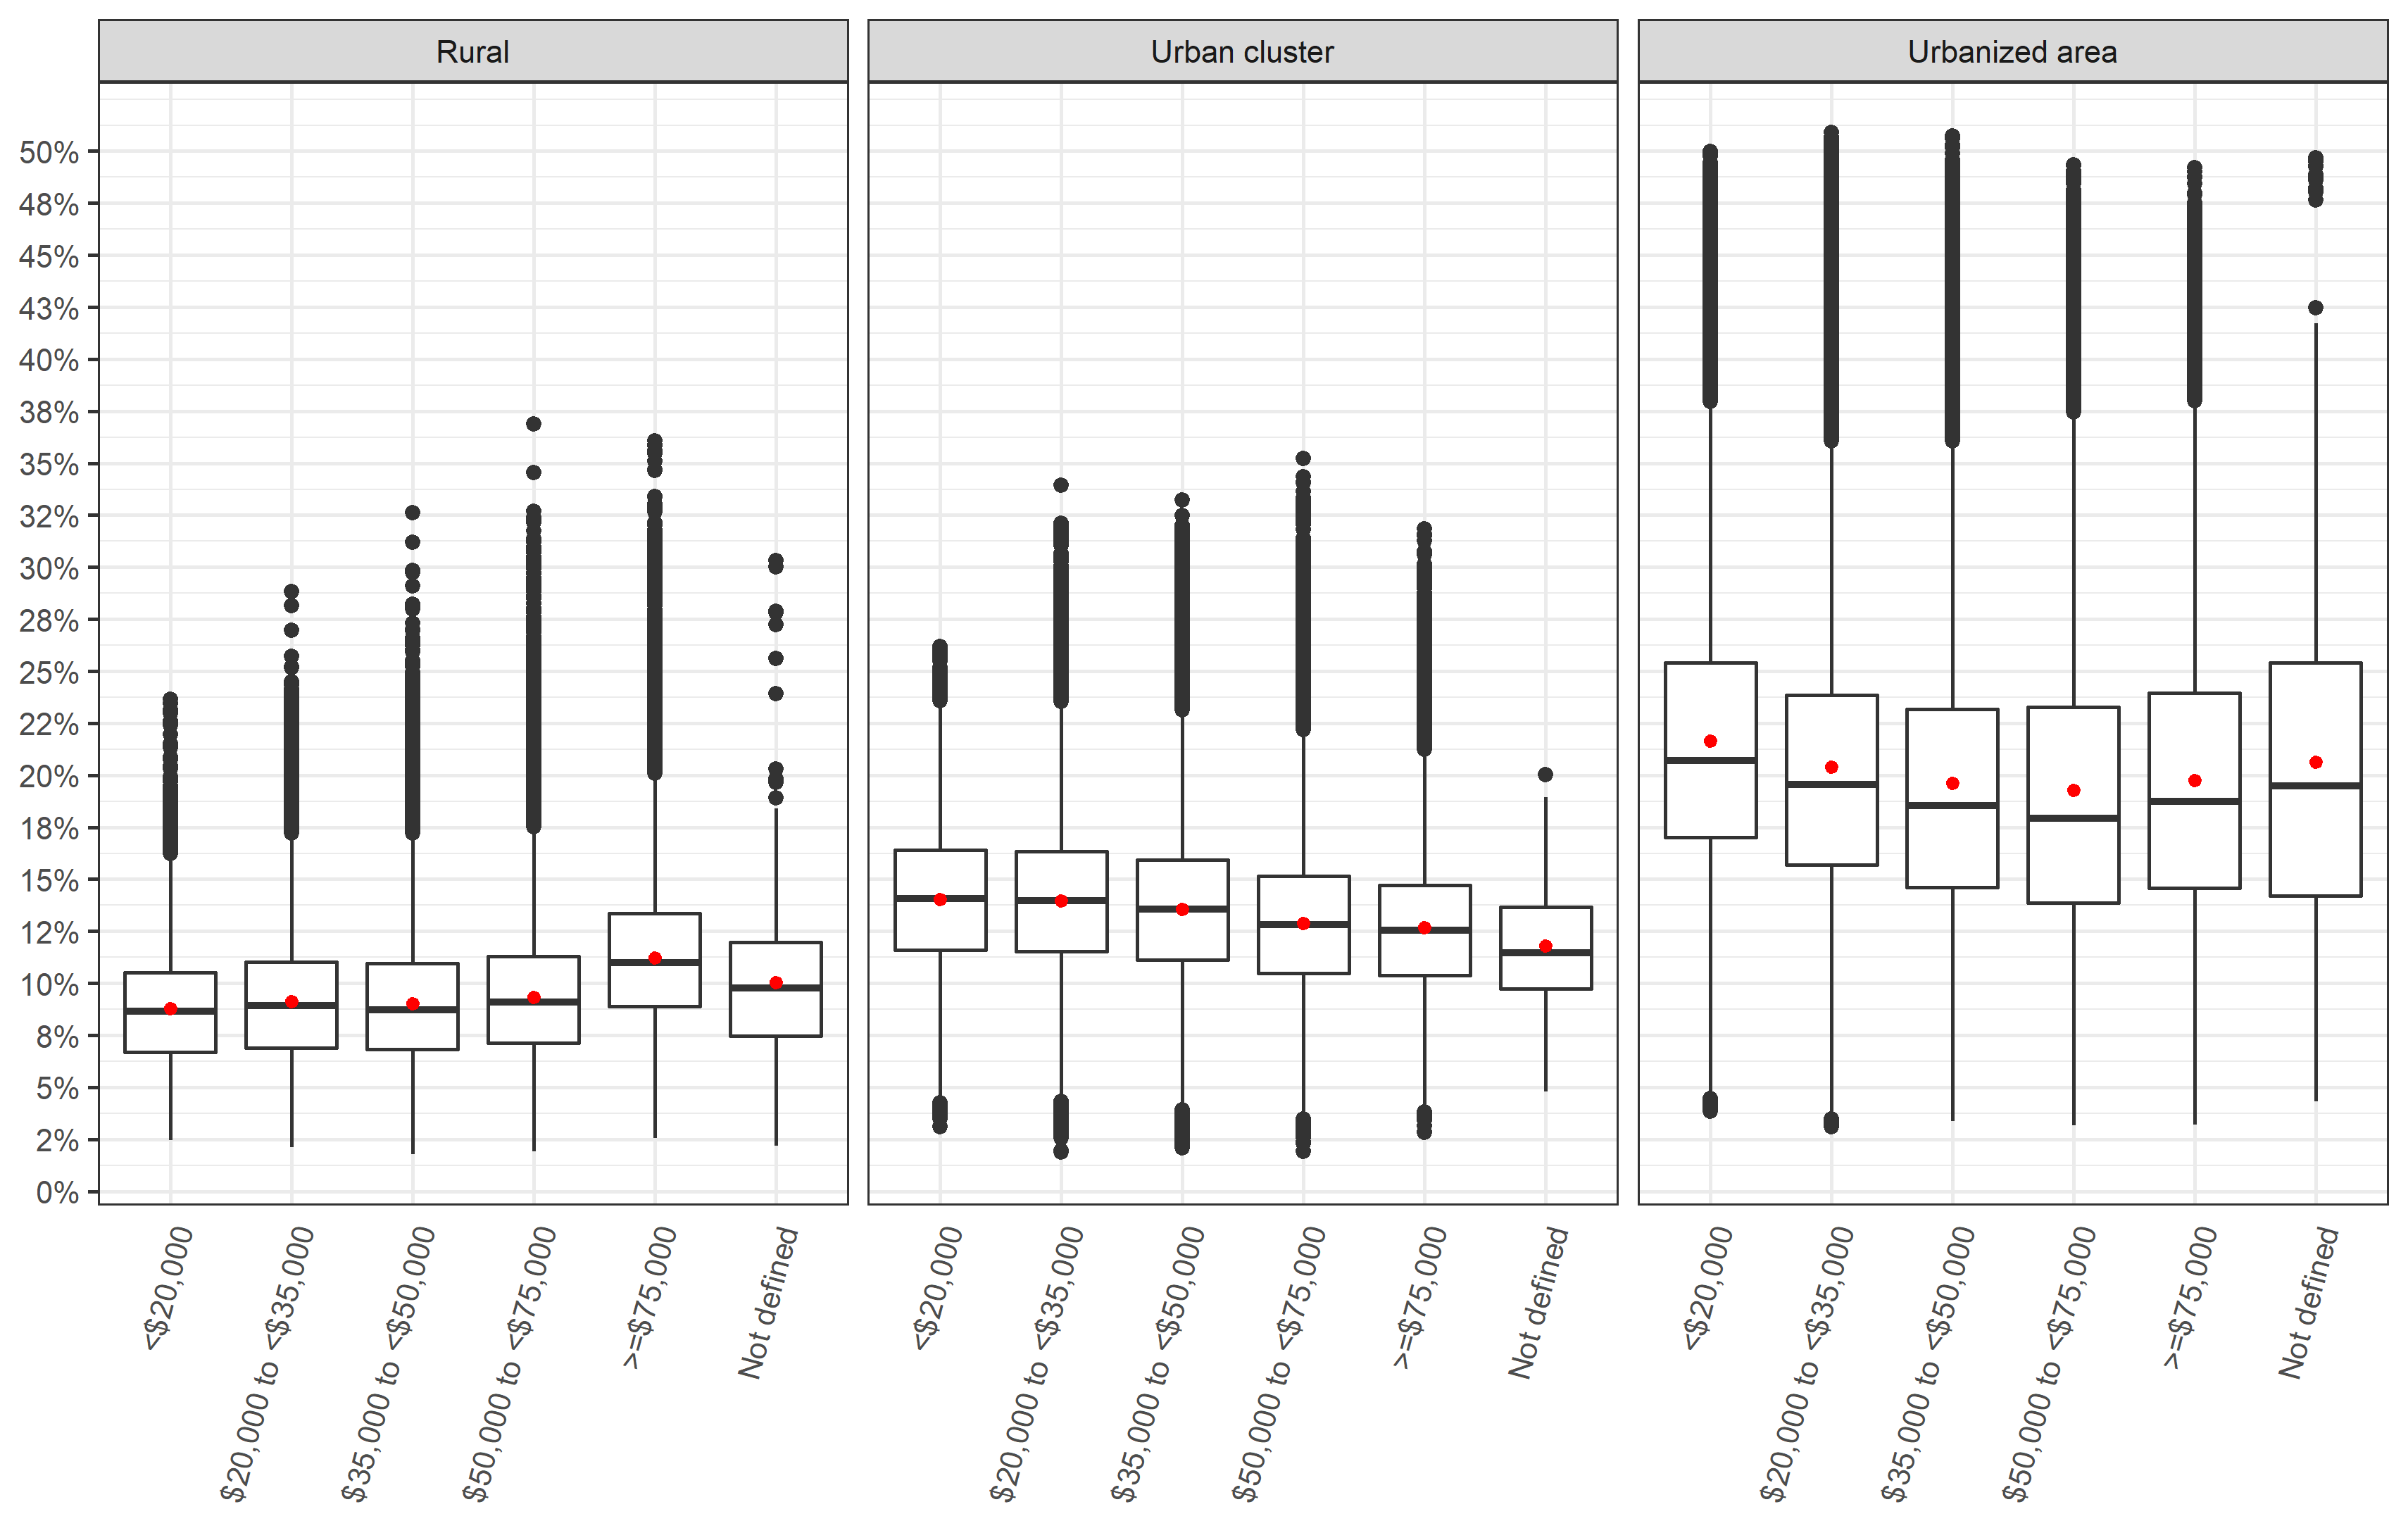 Rural
Urban cluster
Urbanized area
50%
48%
45%
43%
40%
38%
35%
32%
30%
28%
25%
22%
20%
18%
15%
12%
10%
8%
5%
2%
0%
<$20,000
$20,000 to <$35,000
$35,000 to <$50,000
$50,000 to <$75,000
>=$75,000
Not defined
<$20,000
$20,000 to <$35,000
$35,000 to <$50,000
$50,000 to <$75,000
>=$75,000
Not defined
<$20,000
$20,000 to <$35,000
$35,000 to <$50,000
$50,000 to <$75,000
>=$75,000
Not defined